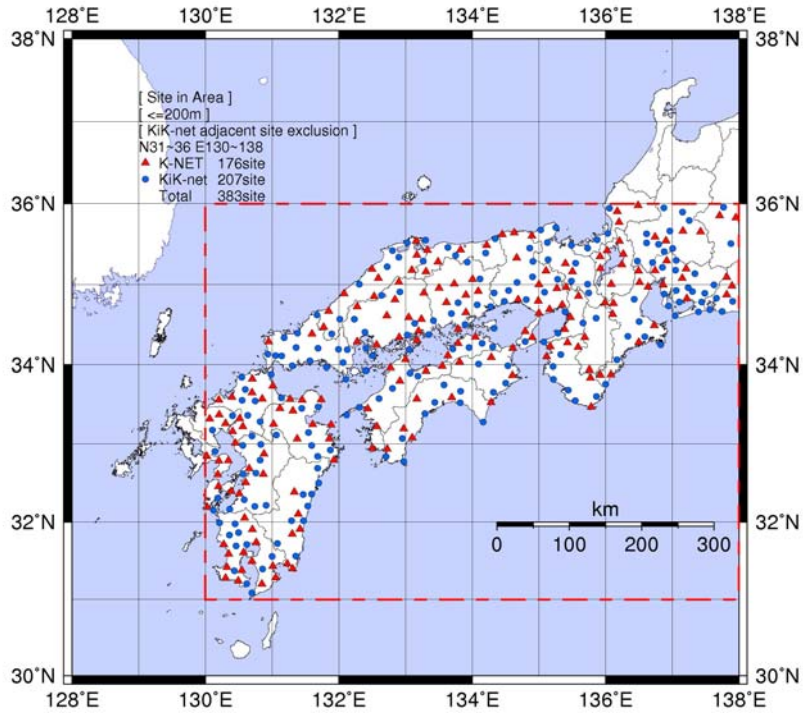 128°E 130°E 132°E 134°E 136°E 138°E
38°N 38°N
[ Site in Area ]
[ <=200m ]
[ KiK-net adjacent site exclusion ]
N31~36 E130~138
K-NET 176site
KiK-net 207site
Total 383site
36°N 36°N
34°N 34°N
km
0 100 200 300
32°N 32°N
30°N 30°N
128°E 130°E 132°E 134°E 136°E 138°E